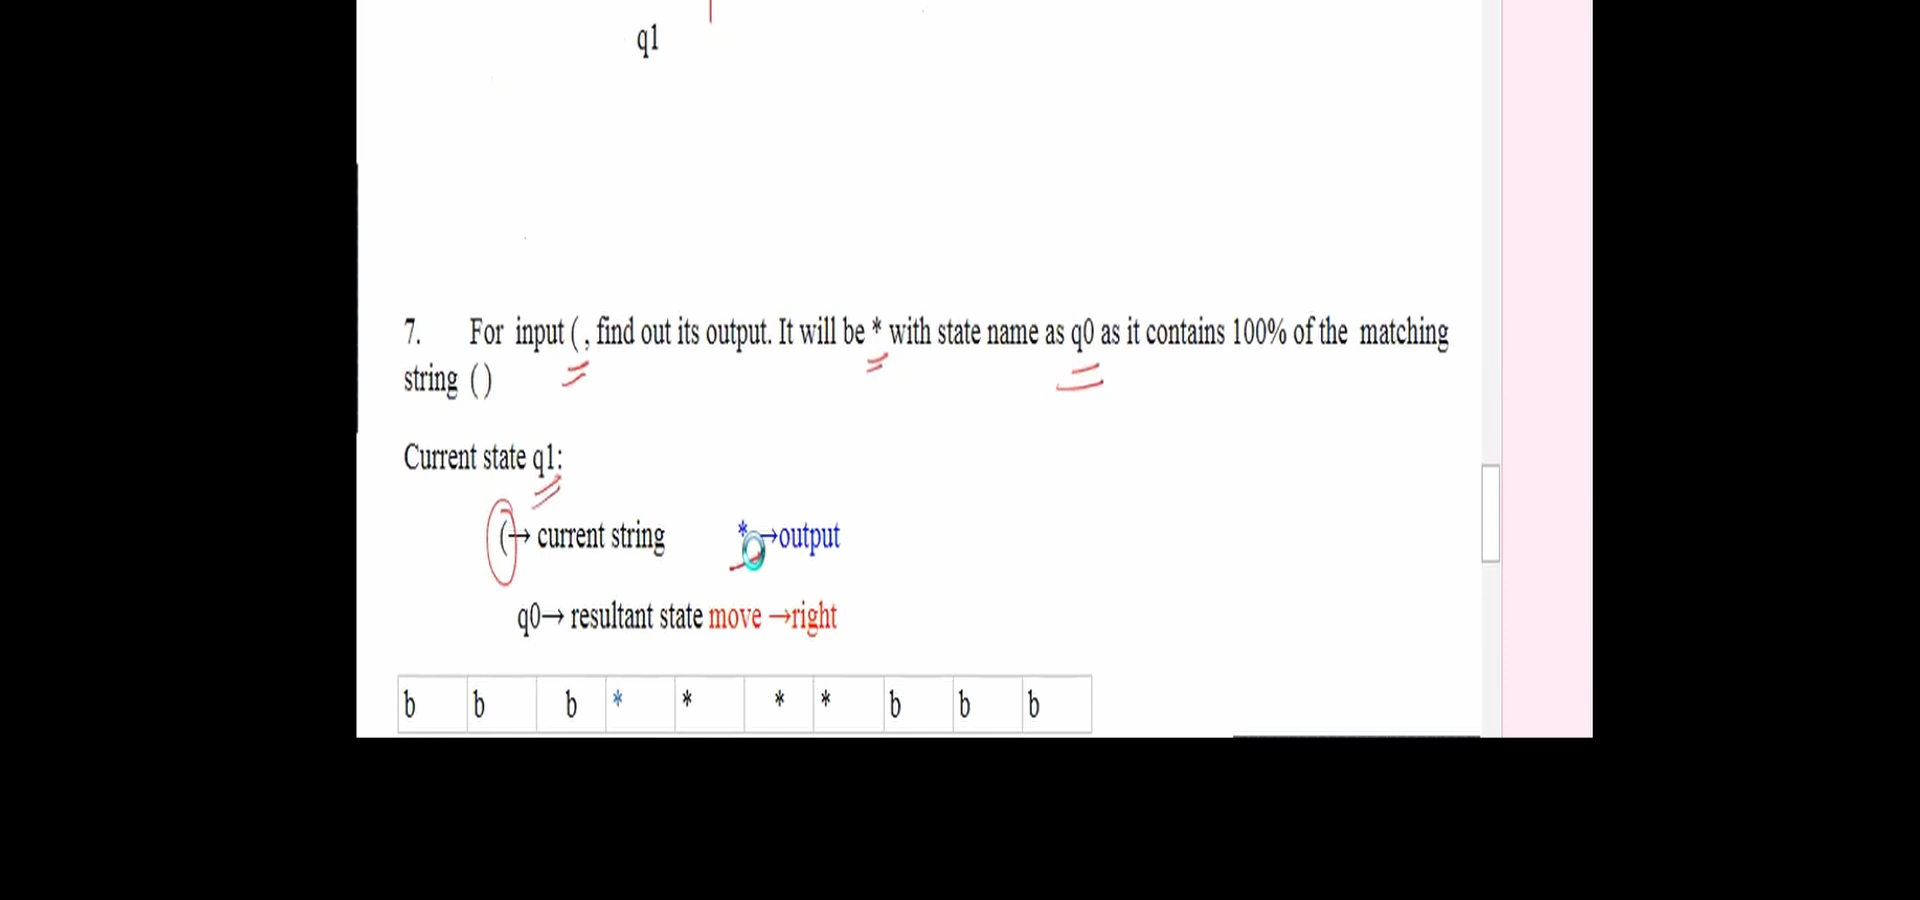 q1
7. For input ( , find out its output. It will be * with state name as q0 as it contains 100% of the matching
string ( )
Current state q1:
(→ current string *→output
q0→ resultant state move →right
b b b * * * * b b b